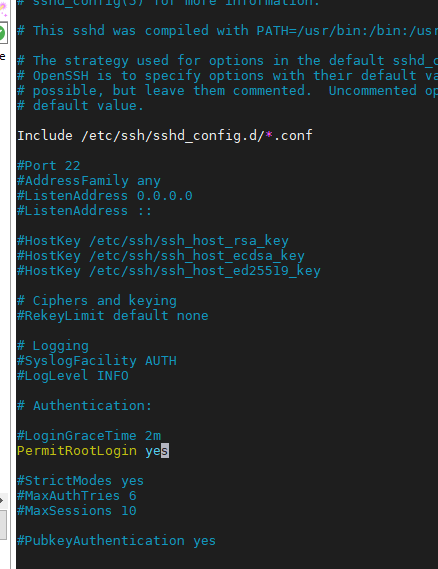 # sshd_config(5) for more information.
# This sshd was compiled with PATH=/usr/bin:/bin:/usr
# The strategy used for options in the default sshd_c
# OpenSSH is to specify options with their default va
# possible, but leave them commented.  Uncommented op
# default value.
Include /etc/ssh/sshd_config.d/*.conf
#Port 22
#AddressFamily any
#ListenAddress 0.0.0.0
#ListenAddress ::
#HostKey /etc/ssh/ssh_host_rsa_key
#HostKey /etc/ssh/ssh_host_ecdsa_key
#HostKey /etc/ssh/ssh_host_ed25519_key
# Ciphers and keying
#RekeyLimit default none
# Logging
#SyslogFacility AUTH
#LogLevel INFO
# Authentication:
#LoginGraceTime 2m
PermitRootLogin yes
#StrictModes yes
#MaxAuthTries 6
#MaxSessions 10
#PubkeyAuthentication yes